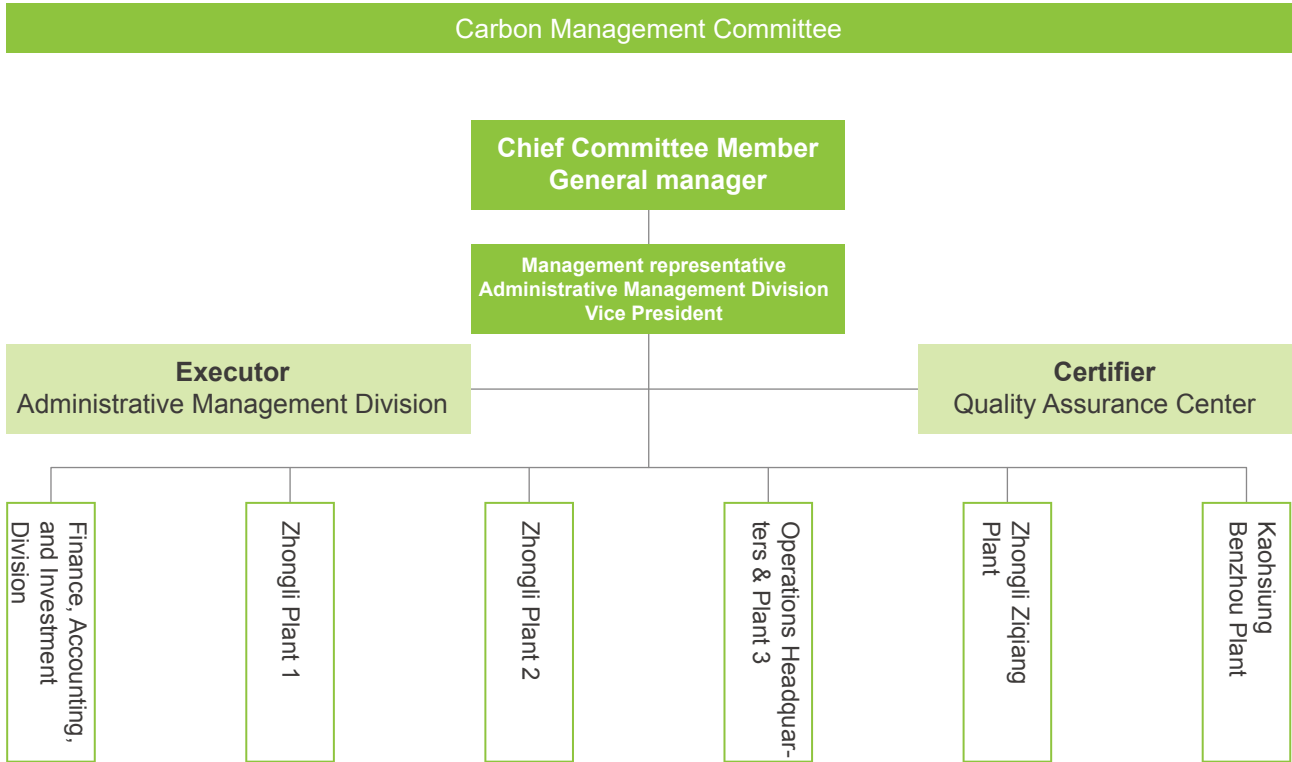 Carbon Management Committee
Chief Committee Member
General manager
Management representative
Administrative Management Division
Vice President
Executor
Administrative Management Division
Certifier
Quality Assurance Center
Finance, Accounting,
and Investment
Division
Zhongli Plant 1
Zhongli Plant 2
Operations Headquar-
ters & Plant 3
Zhongli Ziqiang
Plant
Kaohsiung
Benzhou Plant